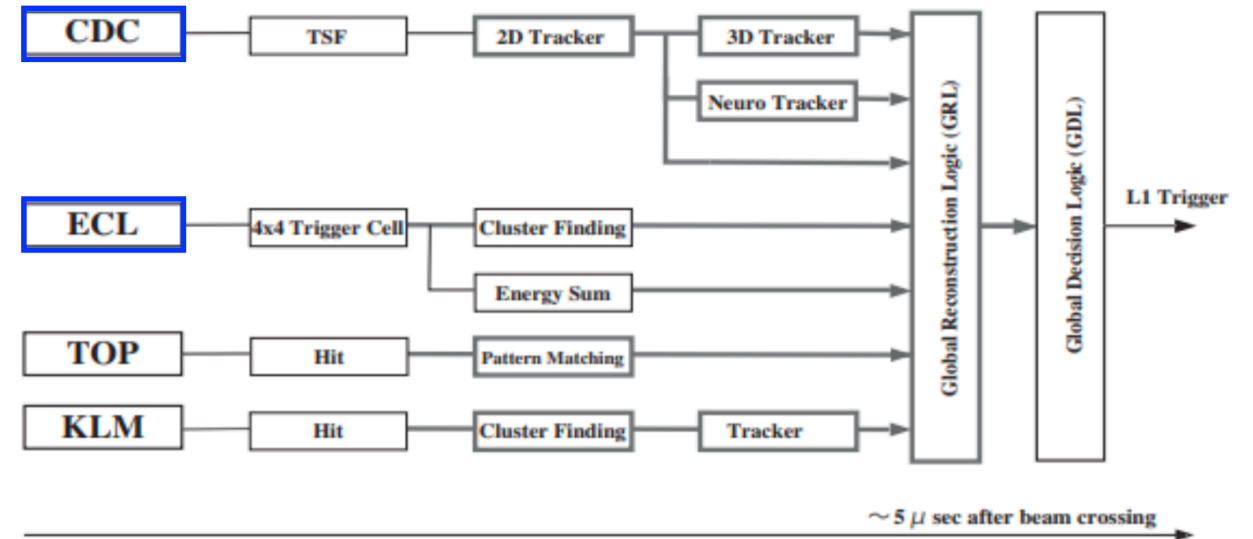 CDC
TSF
2D Tracker
3D Tracker
Neuro Tracker
ECL
4x4 Trigger Cell
Cluster Finding
Energy Sum
TOP
Hit
Pattern Matching
KLM
Hit
Cluster Finding
Tracker
Global Reconstruction Logic (GRL)
Global Decision Logic (GDL)
L1 Trigger
~ 5 μ sec after beam crossing